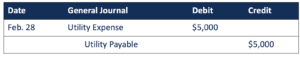 Date General Journal Debit Credit
Feb. 28 Utility Expense $5,000
Utility Payable $5,000